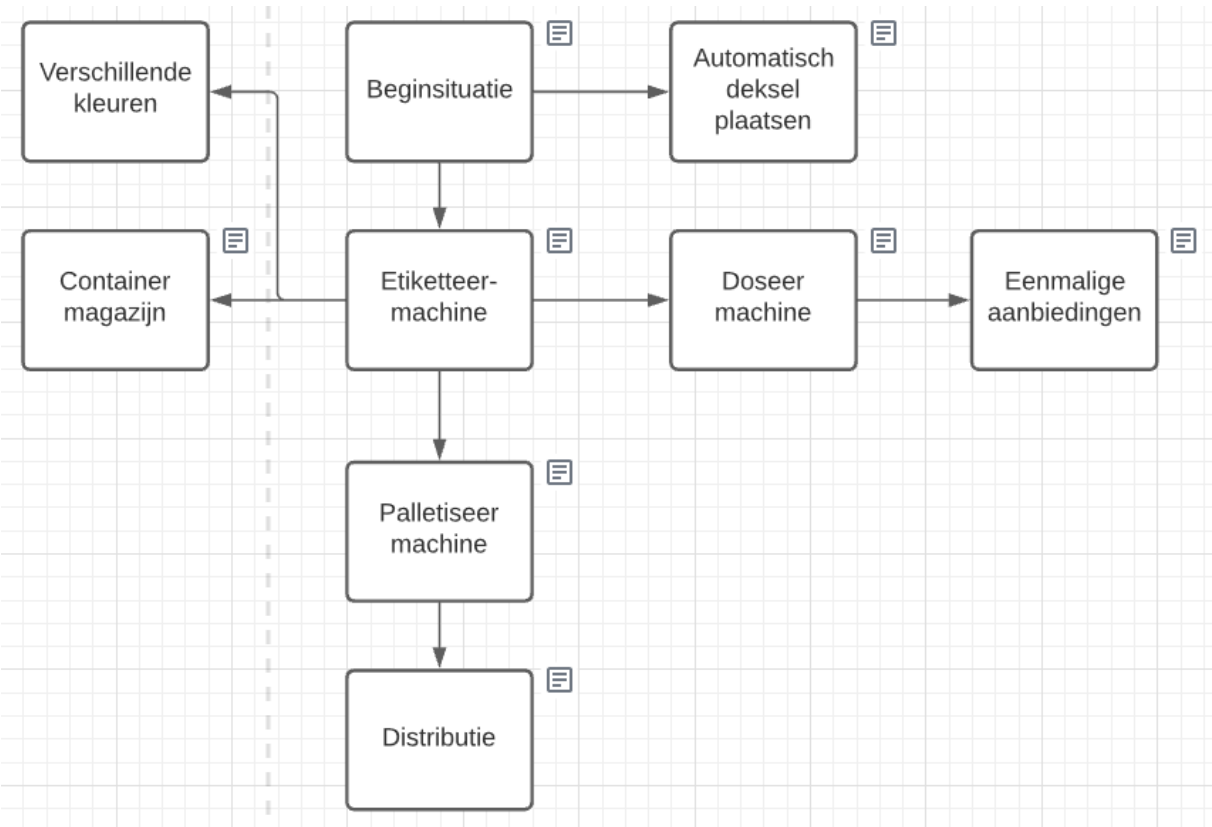 Verschillende
kleuren
Beginsituatie
Automatisch
deksel
plaatsen
Container
magazijn
Etiketteer-
machine
Doseer
machine
Eenmalige
aanbiedingen
Palletiseer
machine
Distributie